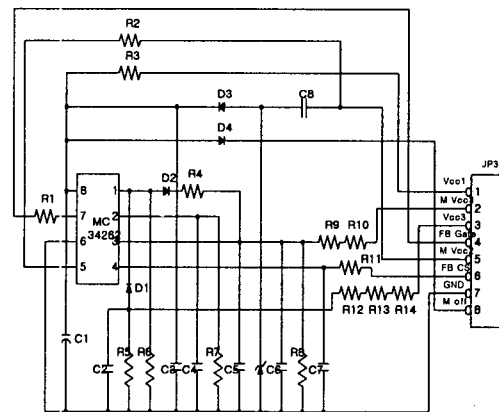 R2
R3
D3
C8
D4
JP3
D2
R4
Vcc1
M Vcc
Vcc3
FB Gate
M Vcc
FB CS
GND
M off
1
2
3
4
5
6
7
8
R1
8
7
6
5
MC
34262
1
2
3
4
R9
R10
R11
D1
R12
R13
R14
C1
C2
R5
R6
C3
C4
R7
C5
C6
R8
C7